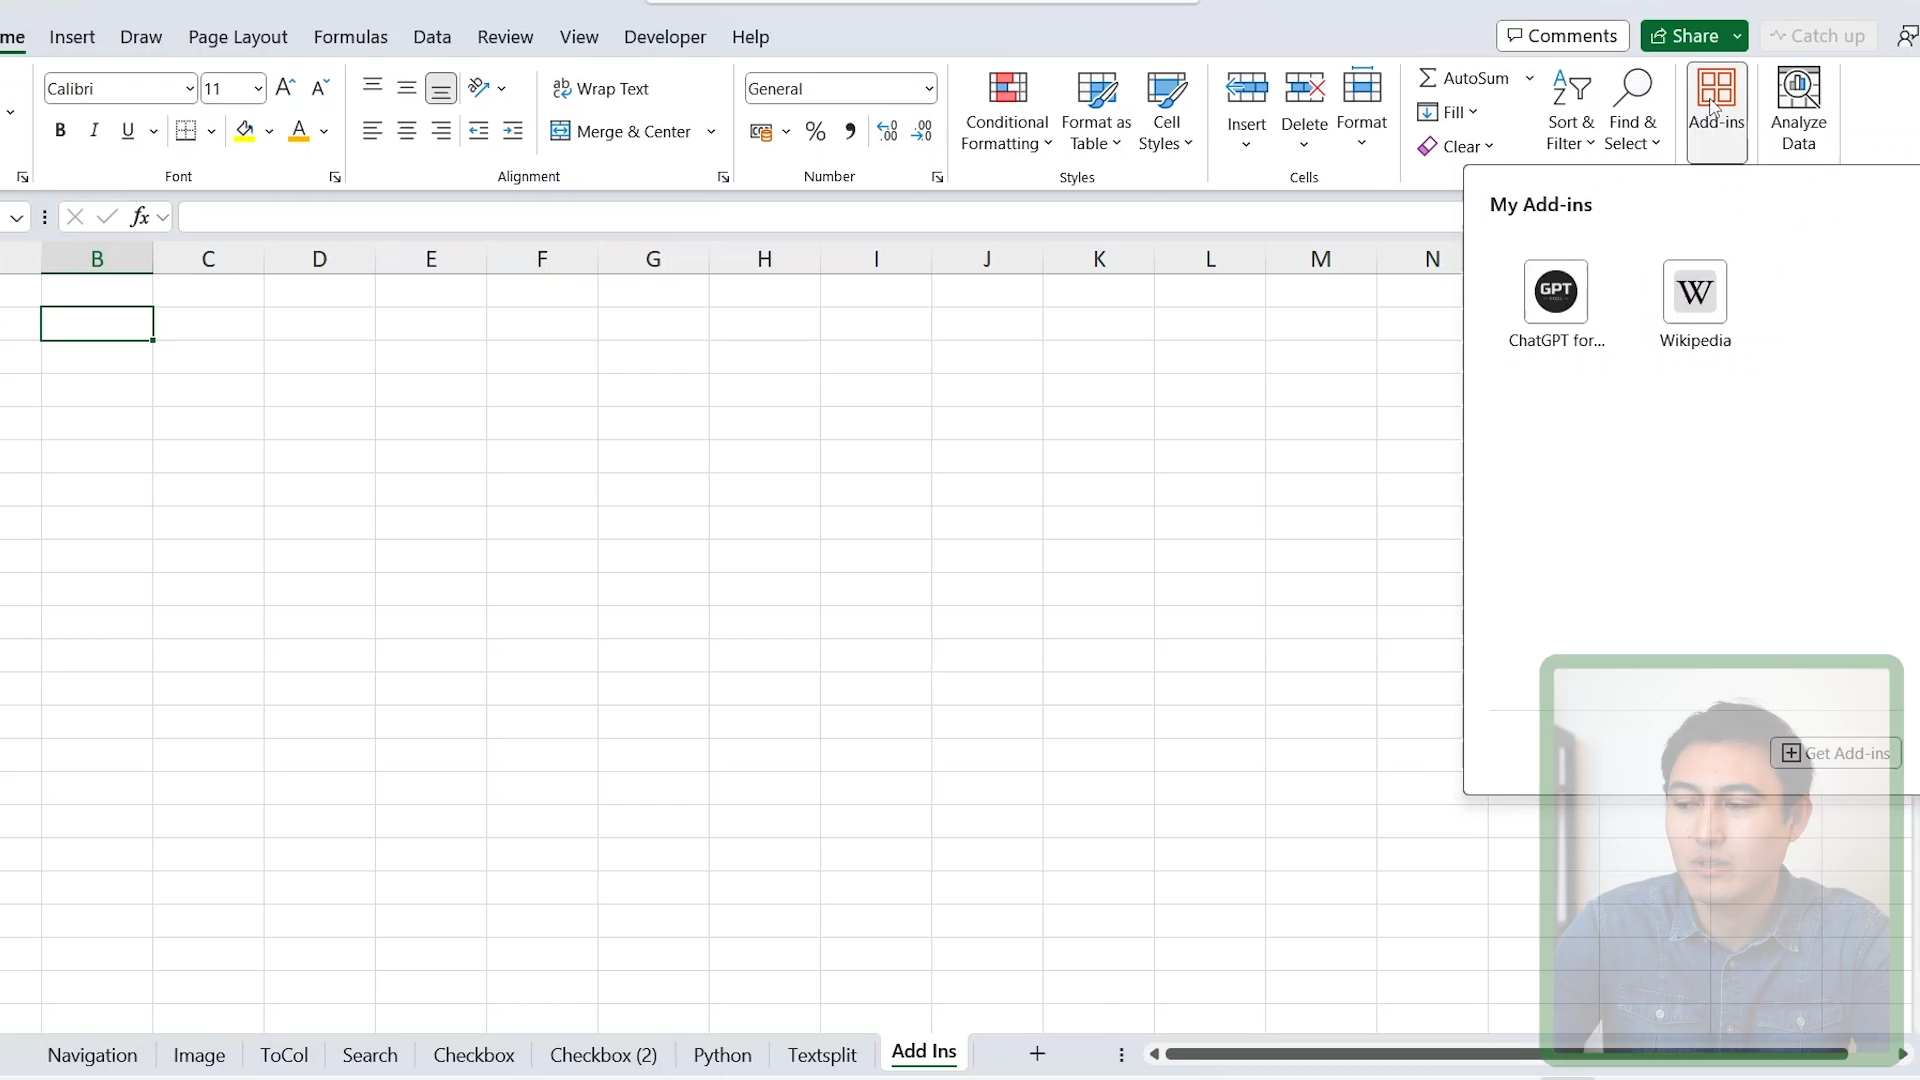 me Insert Draw Page Layout Formulas Data Review View Developer Help Comments Share Catch up
Calibri 11 A A ab Wrap Text General Conditional Formatting Format as Table Cell Styles Insert Delete Format AutoSum Sort & Filter Find & Select Add-ins Analyze Data
B I U A Merge & Center % Fill
Clear
Font Alignment Number Styles Cells
fx
B C D E F G H I J K L M N
My Add-ins
GPT W
ChatGPT for... Wikipedia
Get Add-ins
Navigation Image ToCol Search Checkbox Checkbox (2) Python Textsplit Add Ins